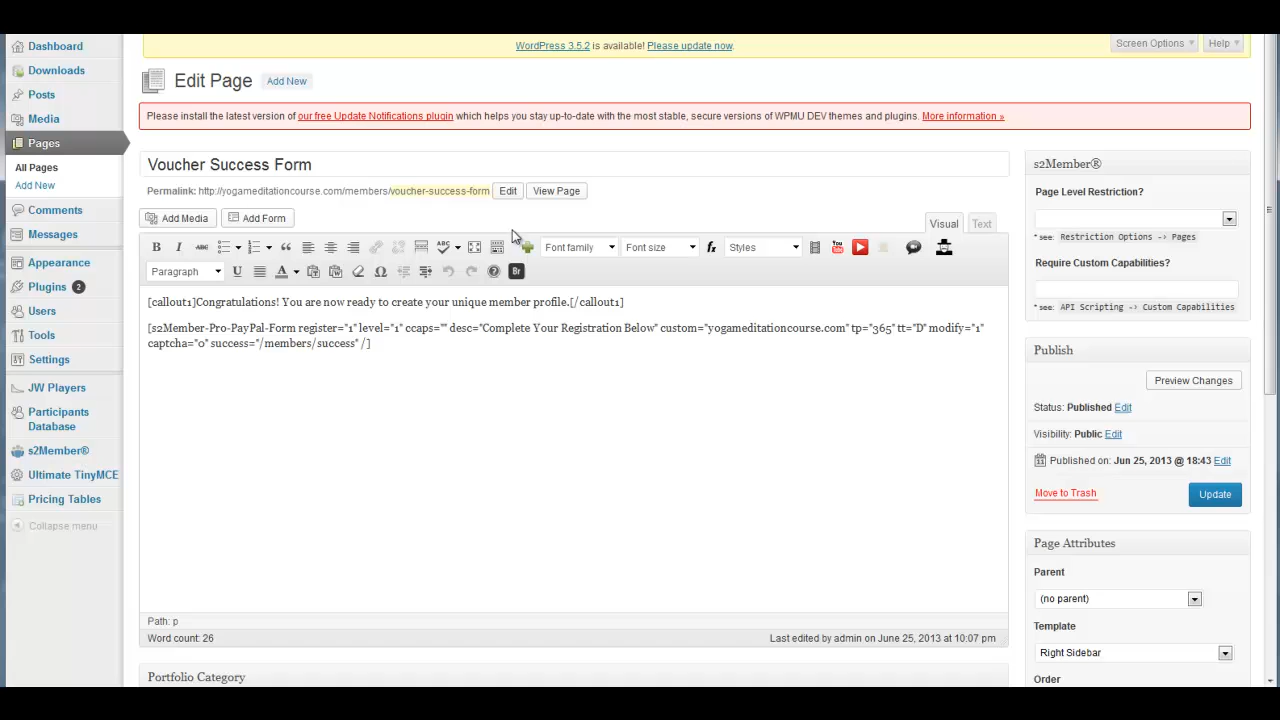 WordPress 3.5.2 is available! Please update now.
Screen Options
Help
Dashboard
Downloads
Posts
Media
Pages
All Pages
Add New
Comments
Messages
Appearance
Plugins 2
Users
Tools
Settings
JW Players
Participants
Database
s2Member®
Ultimate TinyMCE
Pricing Tables
Collapse menu
Edit Page Add New
Please install the latest version of our free Update Notifications plugin which helps you stay up-to-date with the most stable, secure versions of WPMU DEV themes and plugins. More information »
Voucher Success Form
Permalink: http://yogameditationcourse.com/members/voucher-success-form Edit View Page
Add Media Add Form
Visual Text
B I ABC ABC Font family Font size fx Styles You Tube
Paragraph U A Ω Br
[callout1]Congratulations! You are now ready to create your unique member profile.[/callout1]
[s2Member-Pro-PayPal-Form register="1" level="1" ccaps="" desc="Complete Your Registration Below" custom="yogameditationcourse.com" tp="365" tt="D" modify="1"
captcha="0" success="/members/success" /]
Path: p
Word count: 26
Last edited by admin on June 25, 2013 at 10:07 pm
Portfolio Category
s2Member®
Page Level Restriction?
* see: Restriction Options -> Pages
Require Custom Capabilities?
* see: API Scripting -> Custom Capabilities
Publish
Preview Changes
Status: Published Edit
Visibility: Public Edit
Published on: Jun 25, 2013 @ 18:43 Edit
Move to Trash
Update
Page Attributes
Parent
(no parent)
Template
Right Sidebar
Order